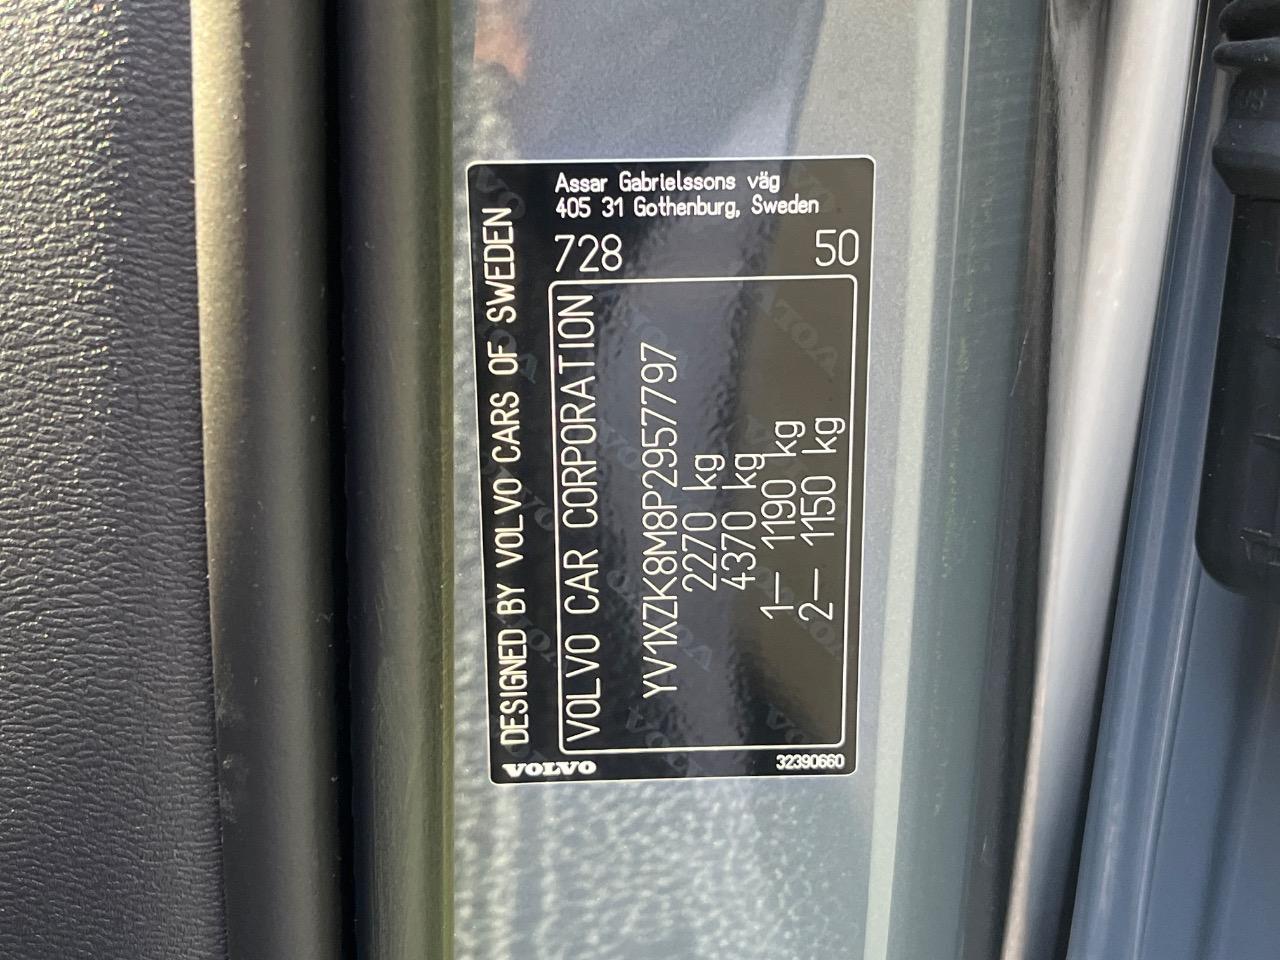 Assar Gabrielssons väg
405 31 Gothenburg, Sweden
728 50
DESIGNED BY VOLVO CARS OF SWEDEN
VOLVO CAR CORPORATION
YV1XZK8M8P2957797
2270 kg
4370 kg
1– 1190 kg
2– 1150 kg
VOLVO
32390660